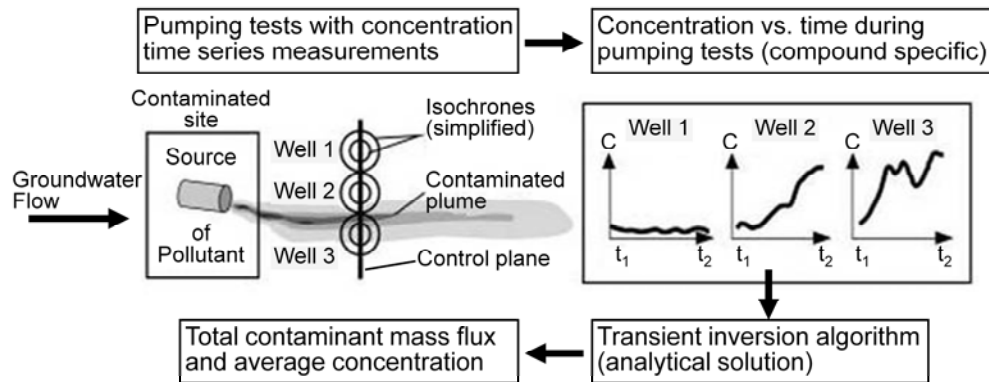 Pumping tests with concentration
time series measurements
Concentration vs. time during
pumping tests (compound specific)
Contaminated
site
Source
of
Pollutant
Groundwater
Flow
Well 1
Well 2
Well 3
Isochrones
(simplified)
Contaminated
plume
Control plane
Well 1
C
t1
t2
Well 2
C
t1
t2
Well 3
C
t1
t2
Transient inversion algorithm
(analytical solution)
Total contaminant mass flux
and average concentration